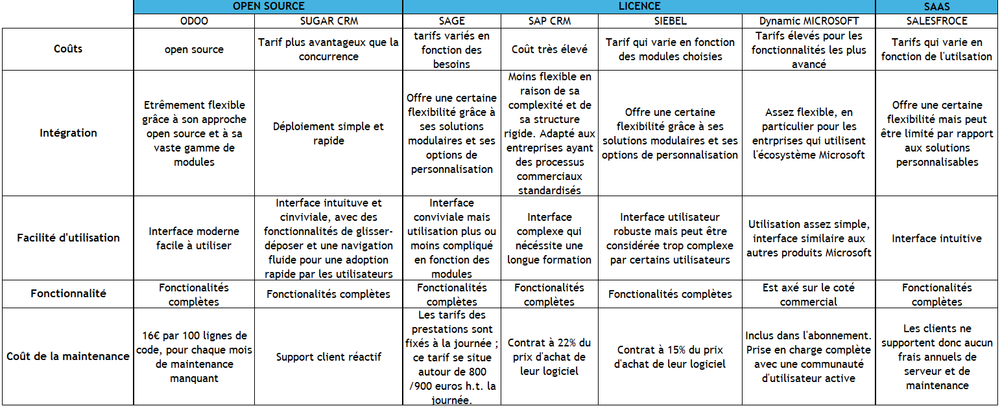 OPEN SOURCE LICENCE SAAS
ODOO SUGAR CRM SAGE SAP CRM SIEBEL Dynamic MICROSOFT SALESFROCE
Coûts
open source
Tarif plus avantageux que la
concurrence
tarifs variés en
fonction des
besoins
Coût très élevé
Tarif qui varie en fonction
des modules choisies
Tarifs élevés pour les
fonctionnalités les plus
avancé
Tarifs qui varie en
fonction de l'utilsation
Intégration
Etrêmement flexible
grâce à son approche
open source et à sa
vaste gamme de
modules
Déploiement simple et
rapide
Offre une certaine
flexibilité grâce à
ses solutions
modulaires et ses
options de
personnalisation
Moins flexible en
raison de sa
complexité et de
sa structure
rigide. Adapté aux
entreprises ayant
des processus
commerciaux
standardisés
Offre une certaine
flexibilité grâce à ses
solutions modulaires et ses
options de personnalisation
Assez flexible, en
particulier pour les
entrprises qui utilisent
l'écosystème Microsoft
Offre une certaine
flexibilité mais peut
être limité par rapport
aux solutions
personnalisables
Facilité d'utilisation
Interface moderne
facile à utiliser
Interface intuituve et
cinviviale, avec des
fonctionnalités de glisser-
déposer et une navigation
fluide pour une adoption
rapide par les utilisateurs
Interface
conviviale mais
utilisation plus ou
moins compliqué
en fonction des
modules
Interface
complexe qui
nécéssite une
longue formation
Interface utilisateur
robuste mais peut être
considérée trop complexe
par certains utilisateurs
Utilisation assez simple,
interface similaire aux
autres produits Microsoft
Interface intuitive
Fonctionnalité
Fonctionalités
complètes
Fonctionalités complètes
Fonctionalités
complètes
Fonctionalités
complètes
Fonctionalités complètes
Est axé sur le coté
commercial
Fonctionalités
complètes
Coût de la maintenance
16€ par 100 lignes de
code, pour chaque mois
de maintenance
manquant
Support client réactif
Les tarifs des
prestations sont
fixés à la journée ;
ce tarif se situe
autour de 800
/900 euros h.t. la
journée.
Contrat à 22% du
prix d'achat de
leur logiciel
Contrat à 15% du prix
d'achat de leur logiciel
Inclus dans l'abonnement.
Prise en charge complète
avec une communauté
d'utilisateur active
Les clients ne
supportent donc aucun
frais annuels de
serveur et de
maintenance